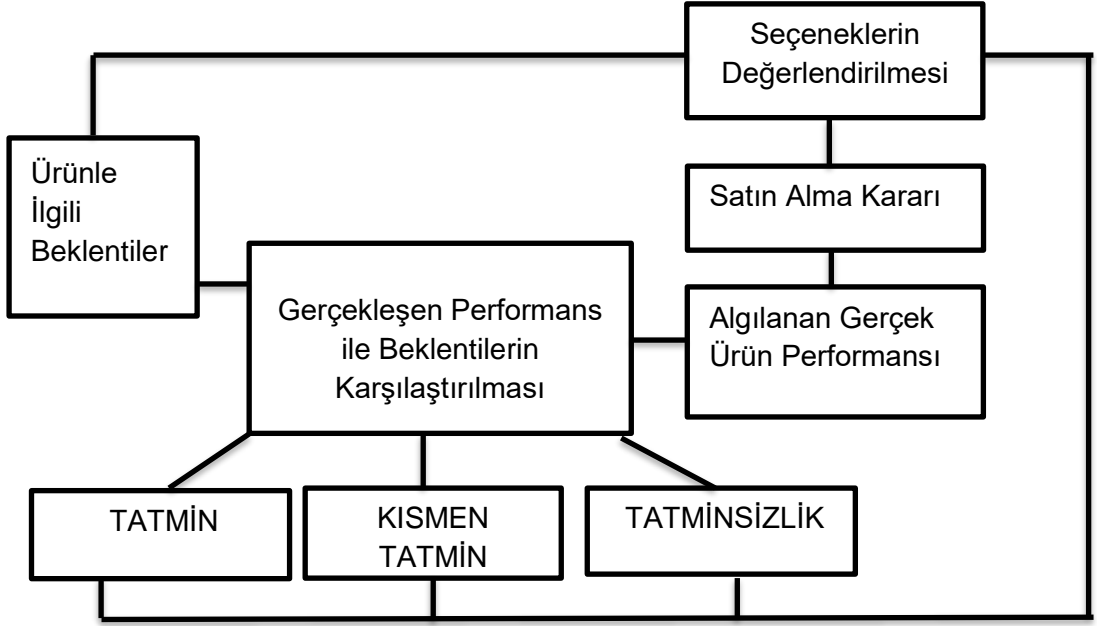 Seçeneklerin
Değerlendirilmesi
Ürünle
İlgili
Beklentiler
Satın Alma Kararı
Gerçekleşen Performans
ile Beklentilerin
Karşılaştırılması
Algılanan Gerçek
Ürün Performansı
TATMİN
KISMEN
TATMİN
TATMİNSİZLİK